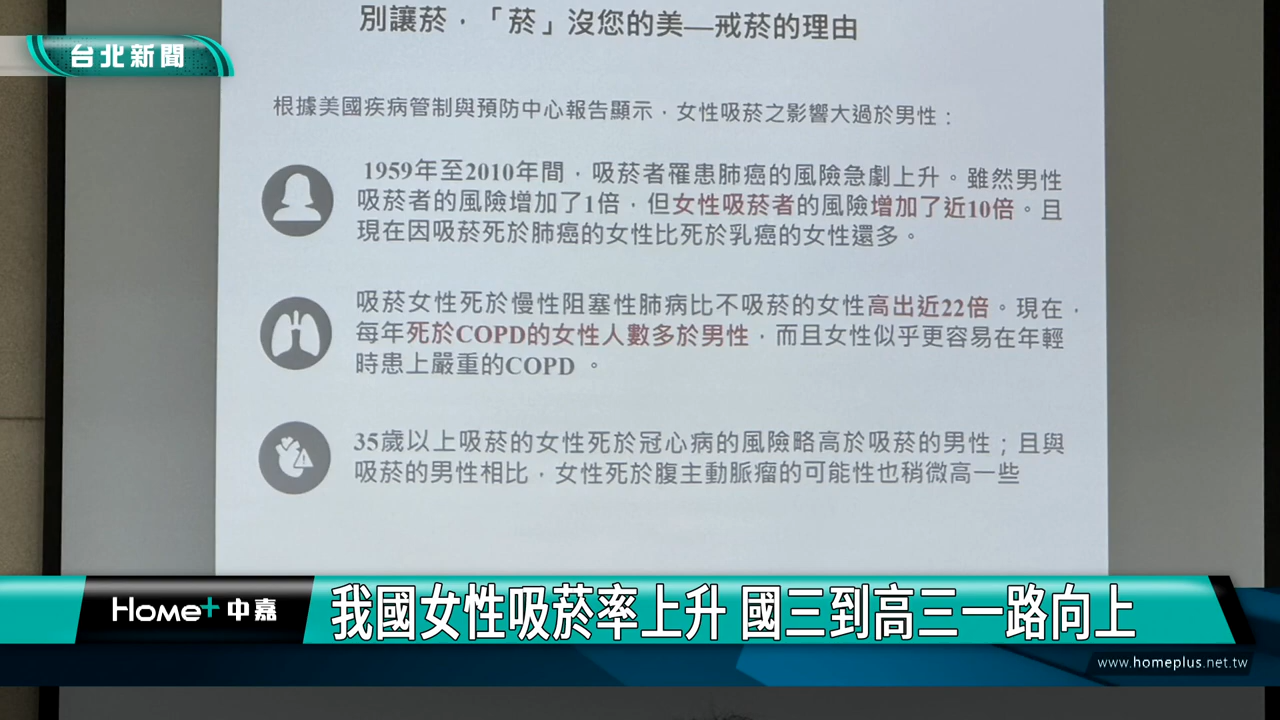 別讓菸，「菸」沒您的美—戒菸的理由
台北新聞
根據美國疾病管制與預防中心報告顯示，女性吸菸之影響大過於男性：
1959年至2010年間，吸菸者罹患肺癌的風險急劇上升。雖然男性
吸菸者的風險增加了1倍，但女性吸菸者的風險增加了近10倍。且
現在因吸菸死於肺癌的女性比死於乳癌的女性還多。
吸菸女性死於慢性阻塞性肺病比不吸菸的女性高出近22倍。現在，
每年死於COPD的女性人數多於男性，而且女性似乎更容易在年輕
時患上嚴重的COPD。
35歲以上吸菸的女性死於冠心病的風險略高於吸菸的男性；且與
吸菸的男性相比，女性死於腹主動脈瘤的可能性也稍微高一些
Home+中嘉
我國女性吸菸率上升 國三到高三一路向上
www.homeplus.net.tw